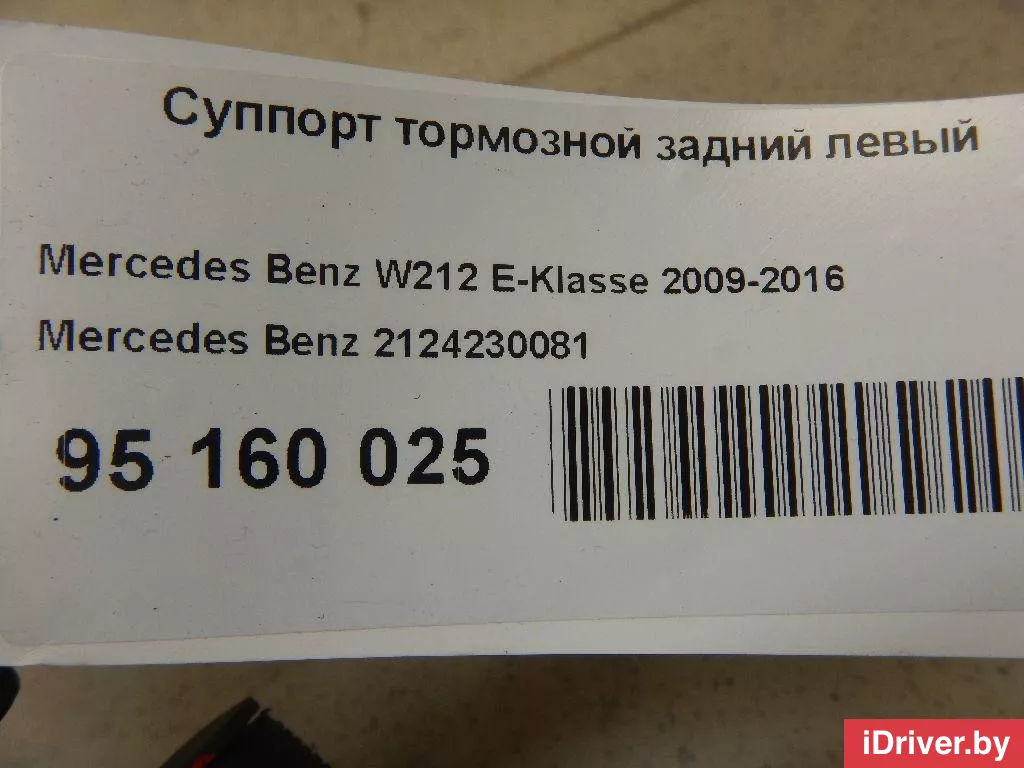 Суппорт тормозной задний левый
Mercedes Benz W212 E-Klasse 2009-2016
Mercedes Benz 2124230081
95 160 025
iDriver.by